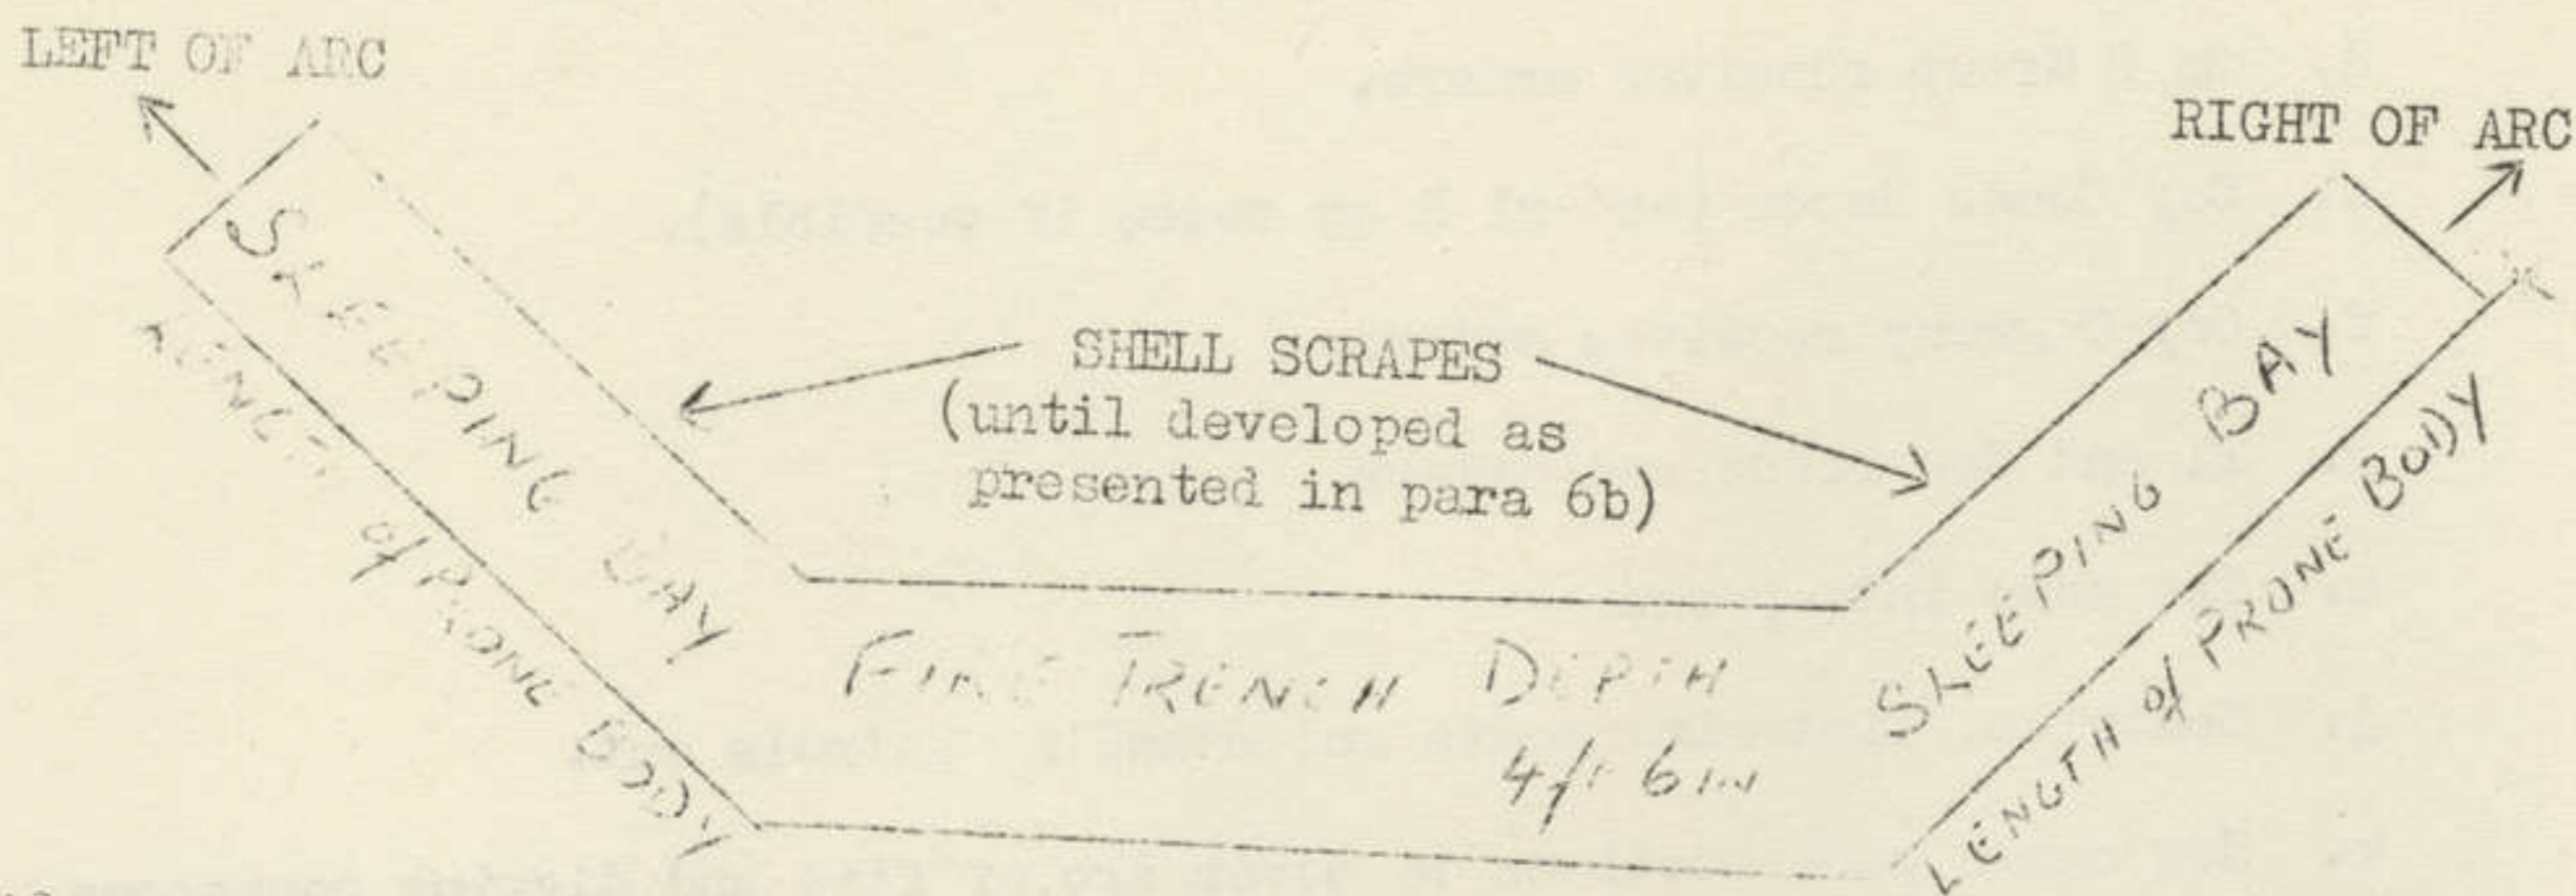 LEFT OF ARC
RIGHT OF ARC
SHELL SCRAPES
(until developed as
presented in para 6b)
SLEEPING BAY
LENGTH of PRONE BODY
FIRE TRENCH DEPTH
4ft 6in
SLEEPING BAY
LENGTH of PRONE BODY